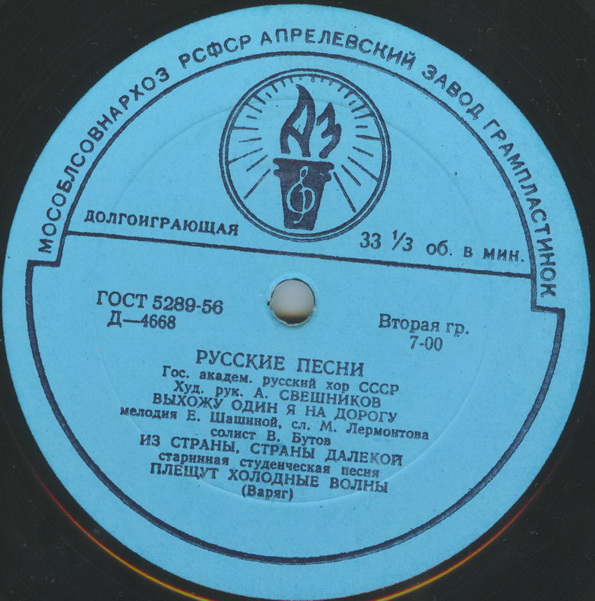 МОСОБЛСОВНАРХОЗ РСФСР АПРЕЛЕВСКИЙ ЗАВОД ГРАМПЛАСТИНОК
АЗ
ДОЛГОИГРАЮЩАЯ
33 1/3 об. в мин.
ГОСТ 5289-56
Д—4668
Вторая гр.
7-00
РУССКИЕ ПЕСНИ
Гос. академ. русский хор СССР
Худ. рук. А. СВЕШНИКОВ
ВЫХОЖУ ОДИН Я НА ДОРОГУ
мелодия Е. Шашиной, сл. М. Лермонтова
солист В. Бутов
ИЗ СТРАНЫ, СТРАНЫ ДАЛЕКОЙ
старинная студенческая песня
ПЛЕЩУТ ХОЛОДНЫЕ ВОЛНЫ
(Варяг)